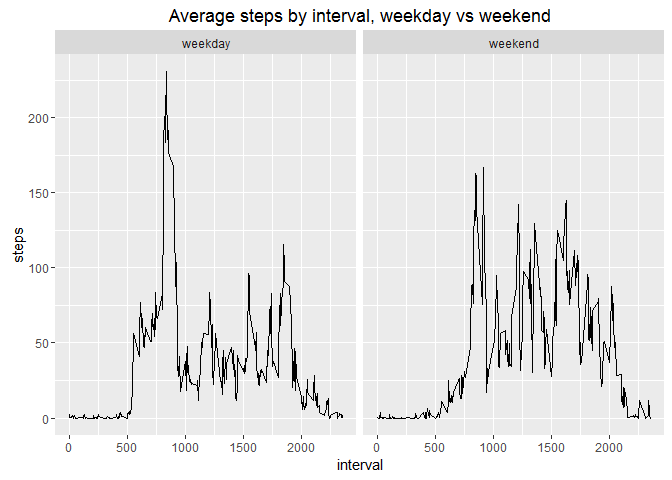 Average steps by interval, weekday vs weekend
weekday weekend
200
150
100
50
0
steps
0 500 1000 1500 2000 0 500 1000 1500 2000
interval